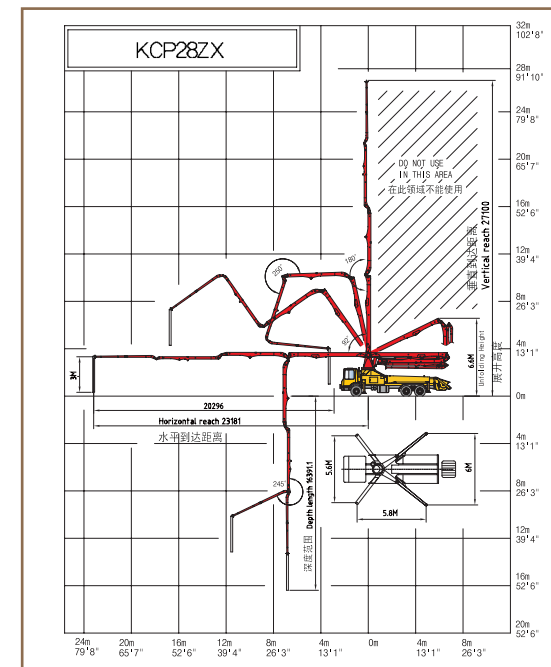 KCP28ZX
32m
102'8"
28m
91'10"
24m
79'8"
20m
65'7"
16m
52'6"
12m
39'4"
8m
26'3"
4m
13'1"
0m
4m
13'1"
8m
26'3"
12m
39'4"
16m
52'6"
20m
52'6"
DO NOT USE
IN THIS AREA
在此领域不能使用
垂直到达距离
Vertical reach 27100
250°
180°
92°
6.6M
Unfolding Height
展开高度
3M
20296
Horizontal reach 23181
水平到达距离
245°
Depth length 16391.1
深度范围
5.6M
6M
5.8M
24m
79'8"
20m
65'7"
16m
52'6"
12m
39'4"
8m
26'3"
4m
13'1"
0m
4m
13'1"
8m
26'3"